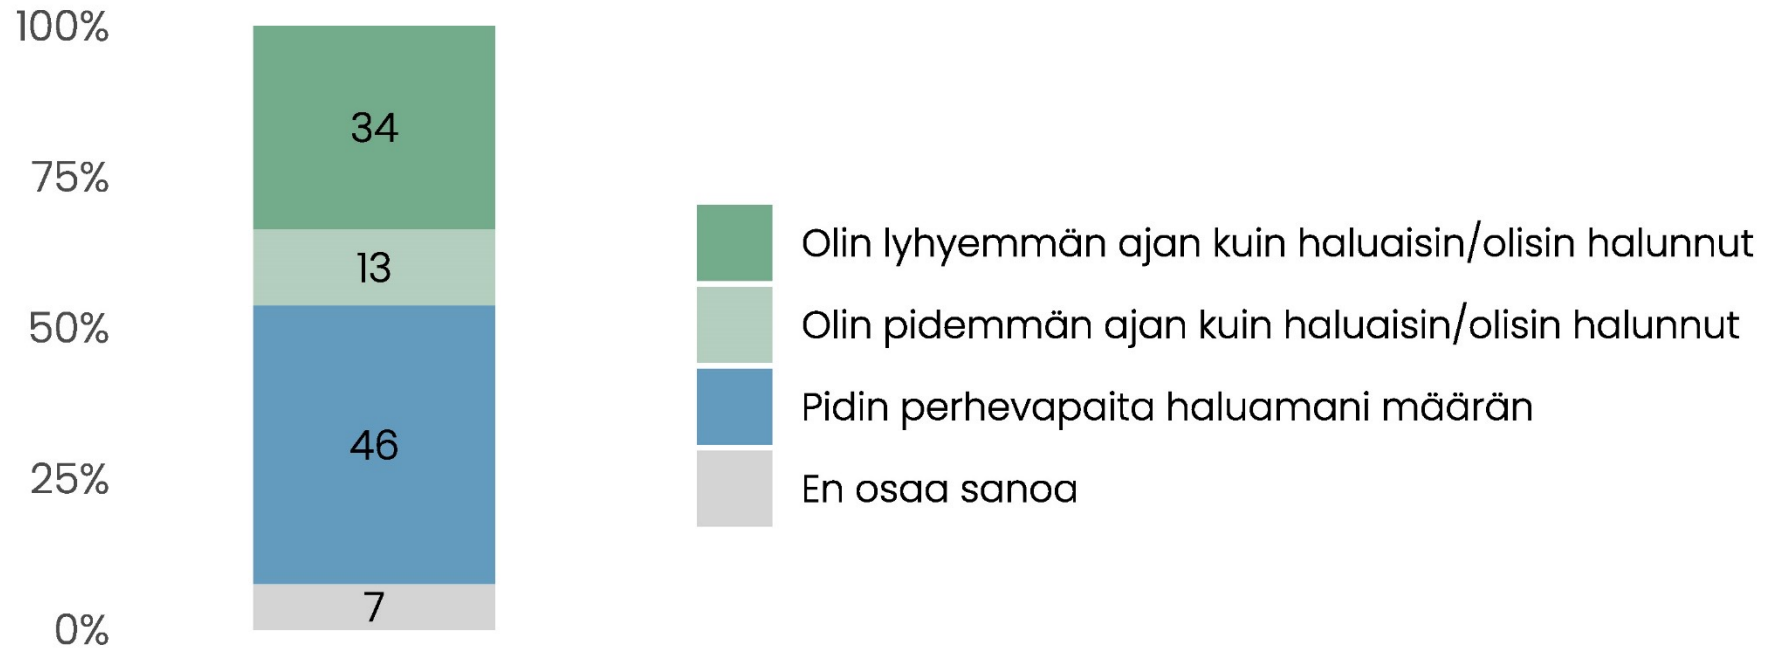 100%
75%
50%
25%
0%
34
13
46
7
Olin lyhyemmän ajan kuin haluaisin/olisin halunnut
Olin pidemmän ajan kuin haluaisin/olisin halunnut
Pidin perhevapaita haluamani määrän
En osaa sanoa